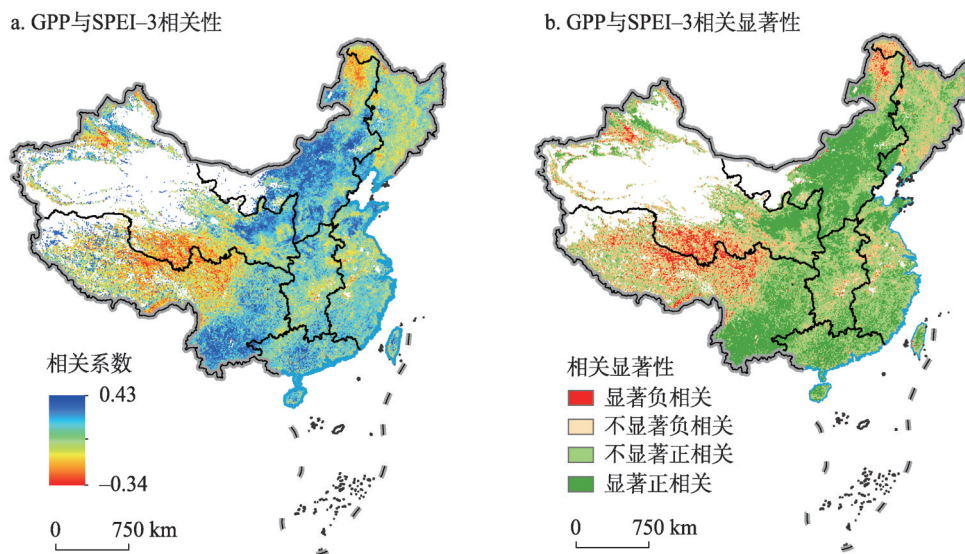 a. GPP与SPEI–3相关性
相关系数
0.43
–0.34
0 750 km
b. GPP与SPEI–3相关显著性
相关显著性
显著负相关
不显著负相关
不显著正相关
显著正相关
0 750 km